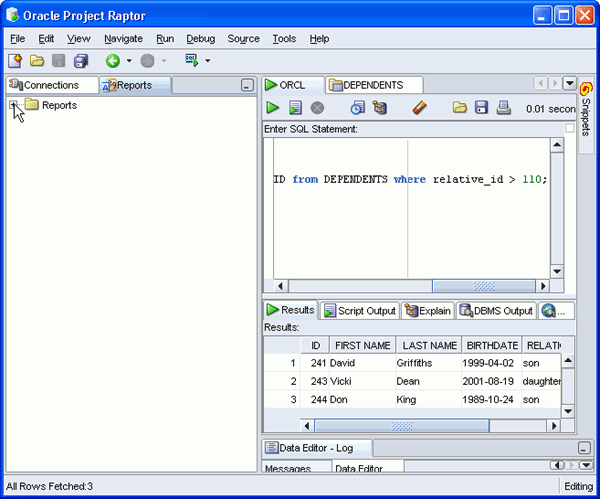 Oracle Project Raptor
File Edit View Navigate Run Debug Source Tools Help
Connections Reports
Reports
ORCL DEPENDENTS
0.01 secon
Enter SQL Statement:
ID from DEPENDENTS where relative_id > 110;
Results Script Output Explain DBMS Output ...
Results:
ID FIRST NAME LAST NAME BIRTHDATE RELATI
1 241 David Griffiths 1999-04-02 son
2 243 Vicki Dean 2001-08-19 daughter
3 244 Don King 1989-10-24 son
Data Editor - Log
Messages Data Editor
Snippets
All Rows Fetched:3 Editing